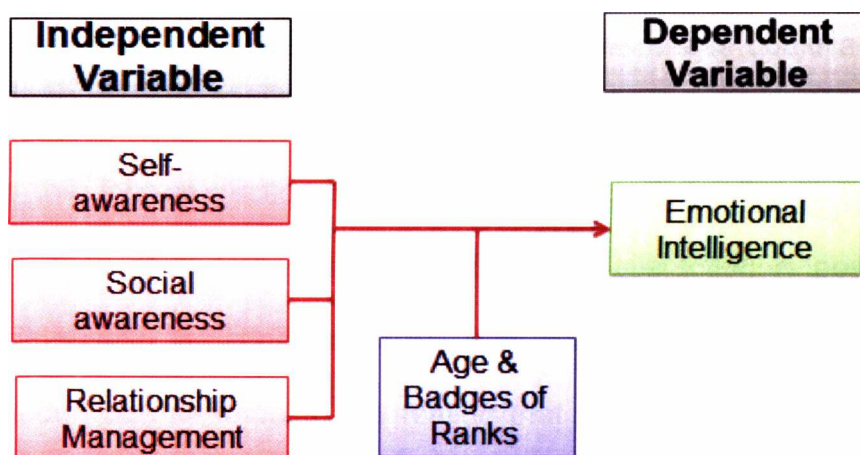 Independent
Variable
Dependent
Variable
Self-
awareness
Emotional
Intelligence
Social
awareness
Age &
Badges of
Ranks
Relationship
Management